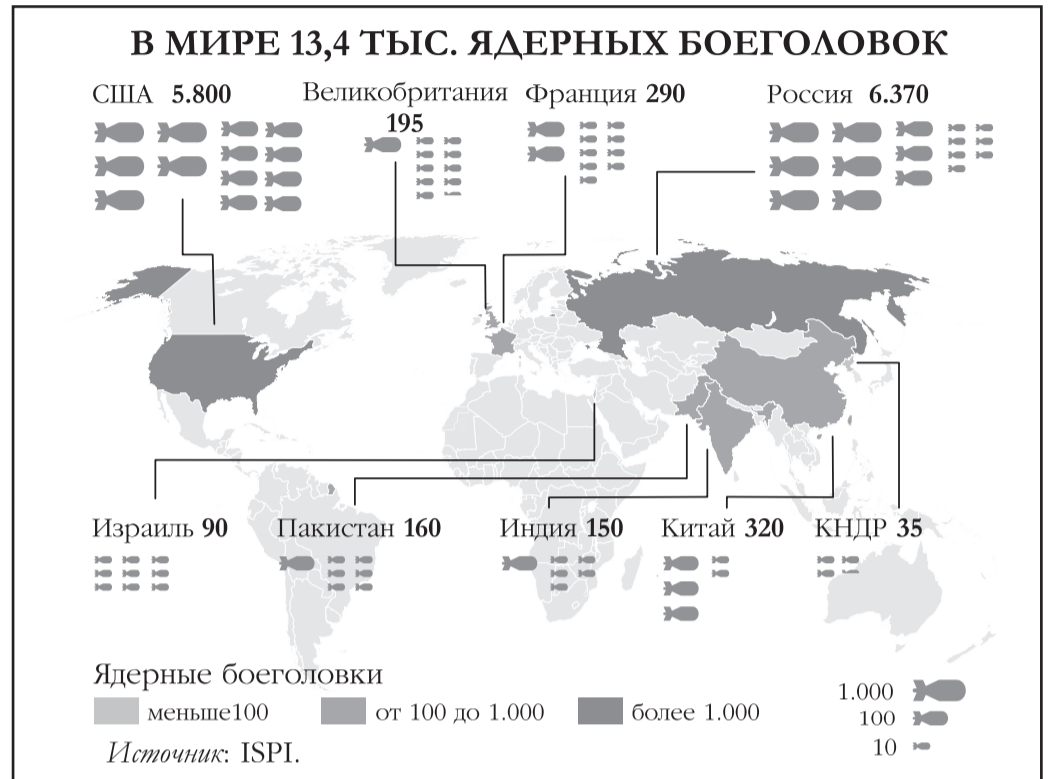 В МИРЕ 13,4 ТЫС. ЯДЕРНЫХ БОЕГОЛОВОК
США 5.800
Великобритания
195
Франция 290
Россия 6.370
Израиль 90
Пакистан 160
Индия 150
Китай 320
КНДР 35
Ядерные боеголовки
меньше100
от 100 до 1.000
более 1.000
1.000
100
10
Источник: ISPI.